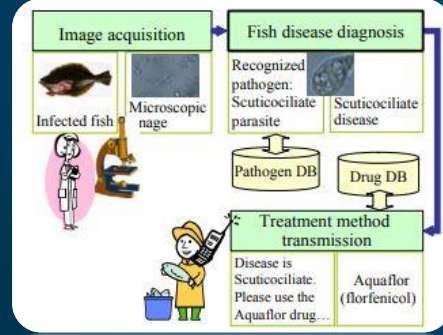 Image acquisition
Infected fish
Microscopic
nage
Fish disease diagnosis
Recognized
pathogen:
Scuticociliate
parasite
Scuticociliate
disease
Pathogen DB
Drug DB
Treatment method
transmission
Disease is
Scuticociliate.
Please use the
Aquaflor drug…
Aquaflor
(florfenicol)